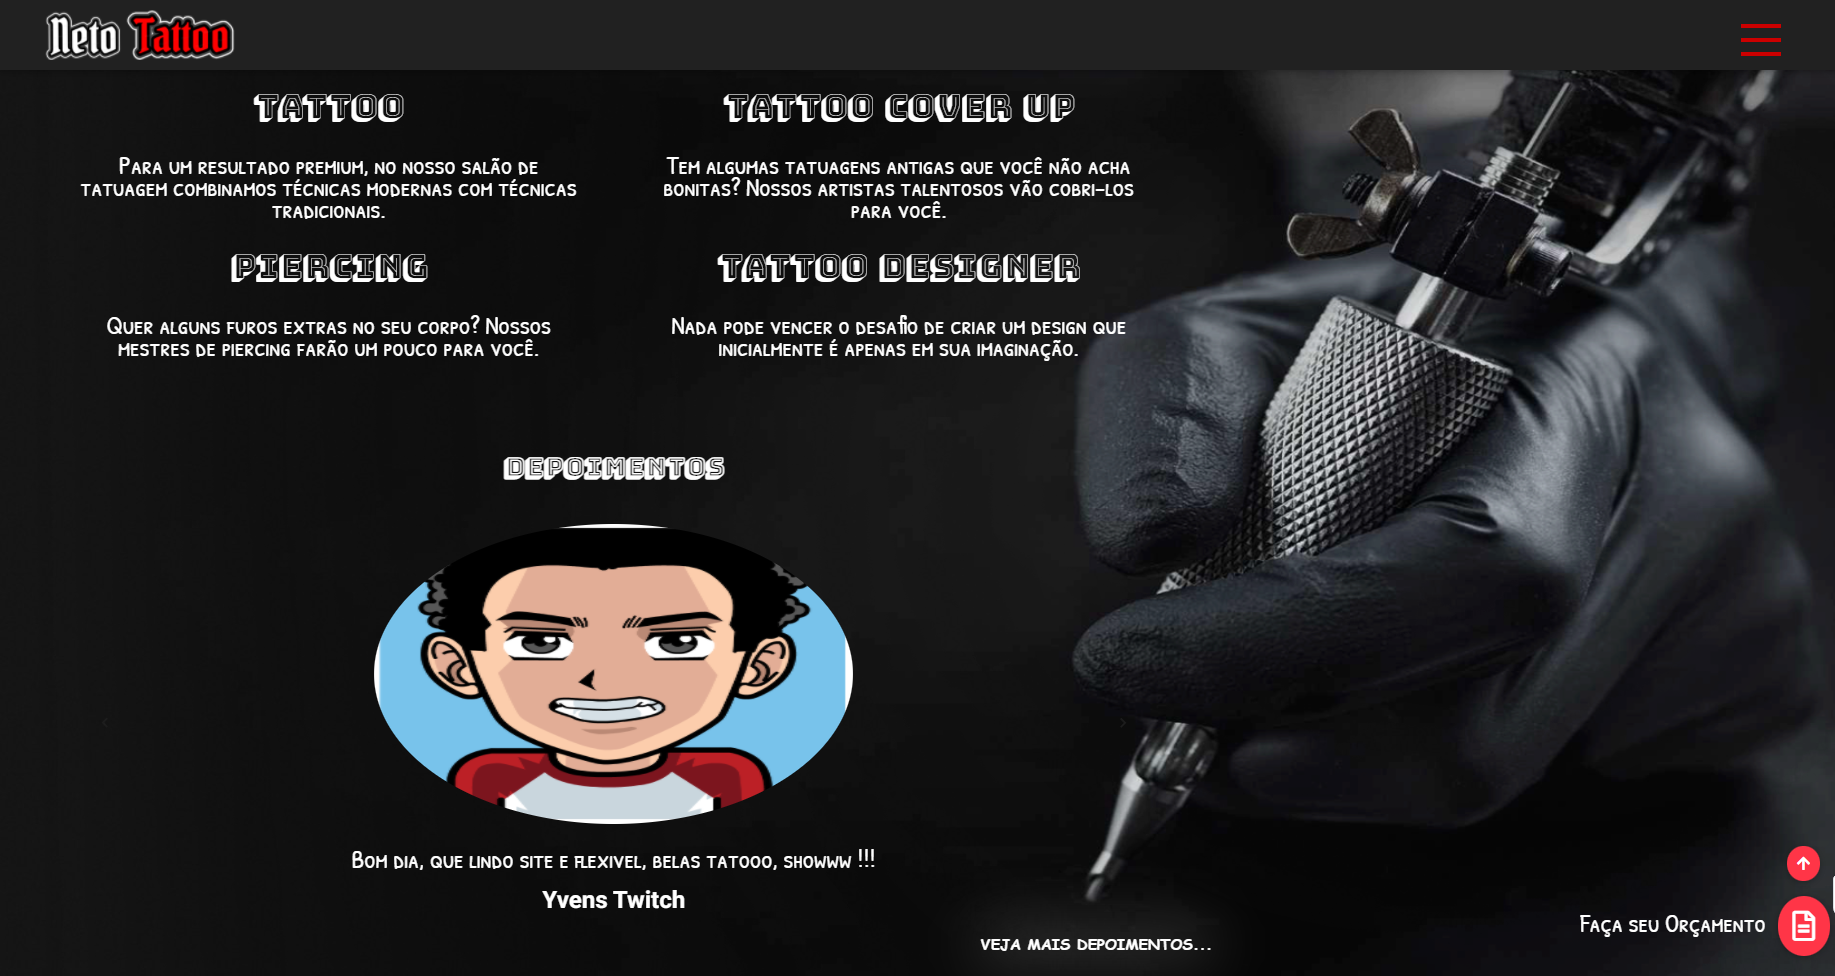 Neto Tattoo
TATTOO
Para um resultado premium, no nosso salão de
tatuagem combinamos técnicas modernas com técnicas
tradicionais.
TATTOO COVER UP
Tem algumas tatuagens antigas que você não acha
bonitas? Nossos artistas talentosos vão cobri-los
para você.
PIERCING
Quer alguns furos extras no seu corpo? Nossos
mestres de piercing farão um pouco para você.
TATTOO DESIGNER
Nada pode vencer o desafio de criar um design que
inicialmente é apenas em sua imaginação.
DEPOIMENTOS
Bom dia, que lindo site e flexivel, belas tatooo, showww !!!
Yvens Twitch
VEJA MAIS DEPOIMENTOS...
Faça seu Orçamento